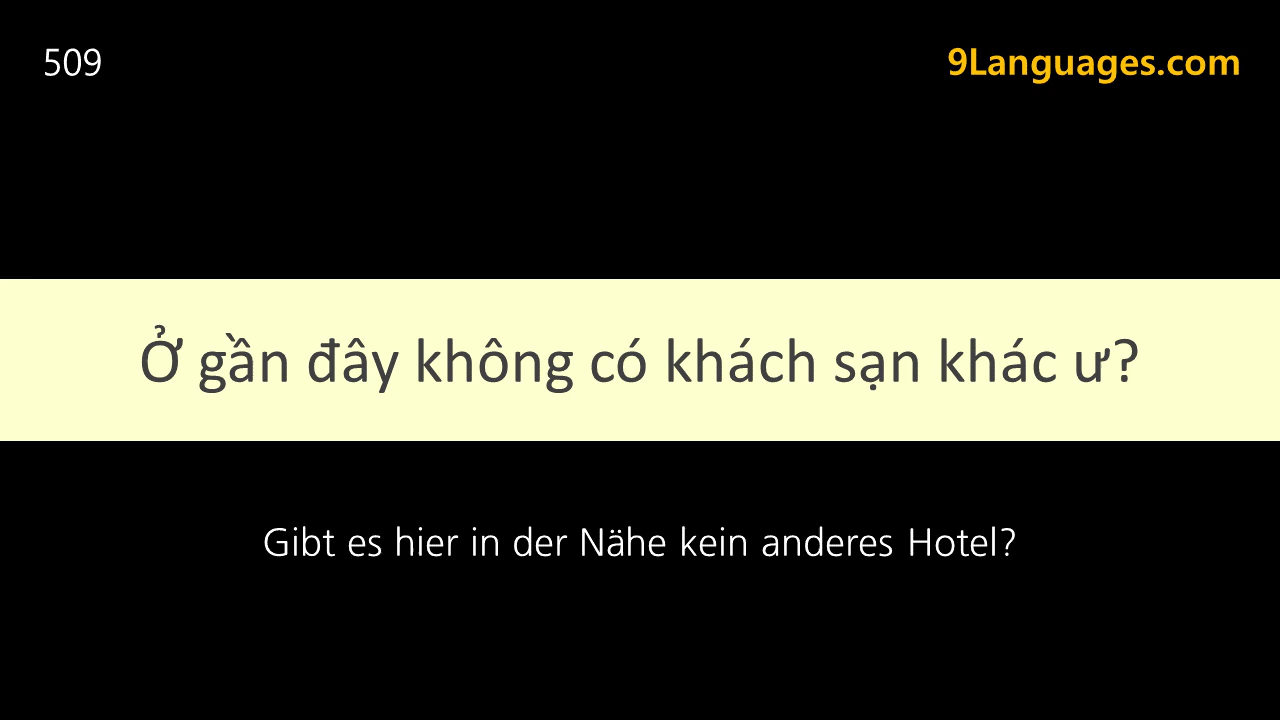 509
9Languages.com
Ở gần đây không có khách sạn khác ư?
Gibt es hier in der Nähe kein anderes Hotel?